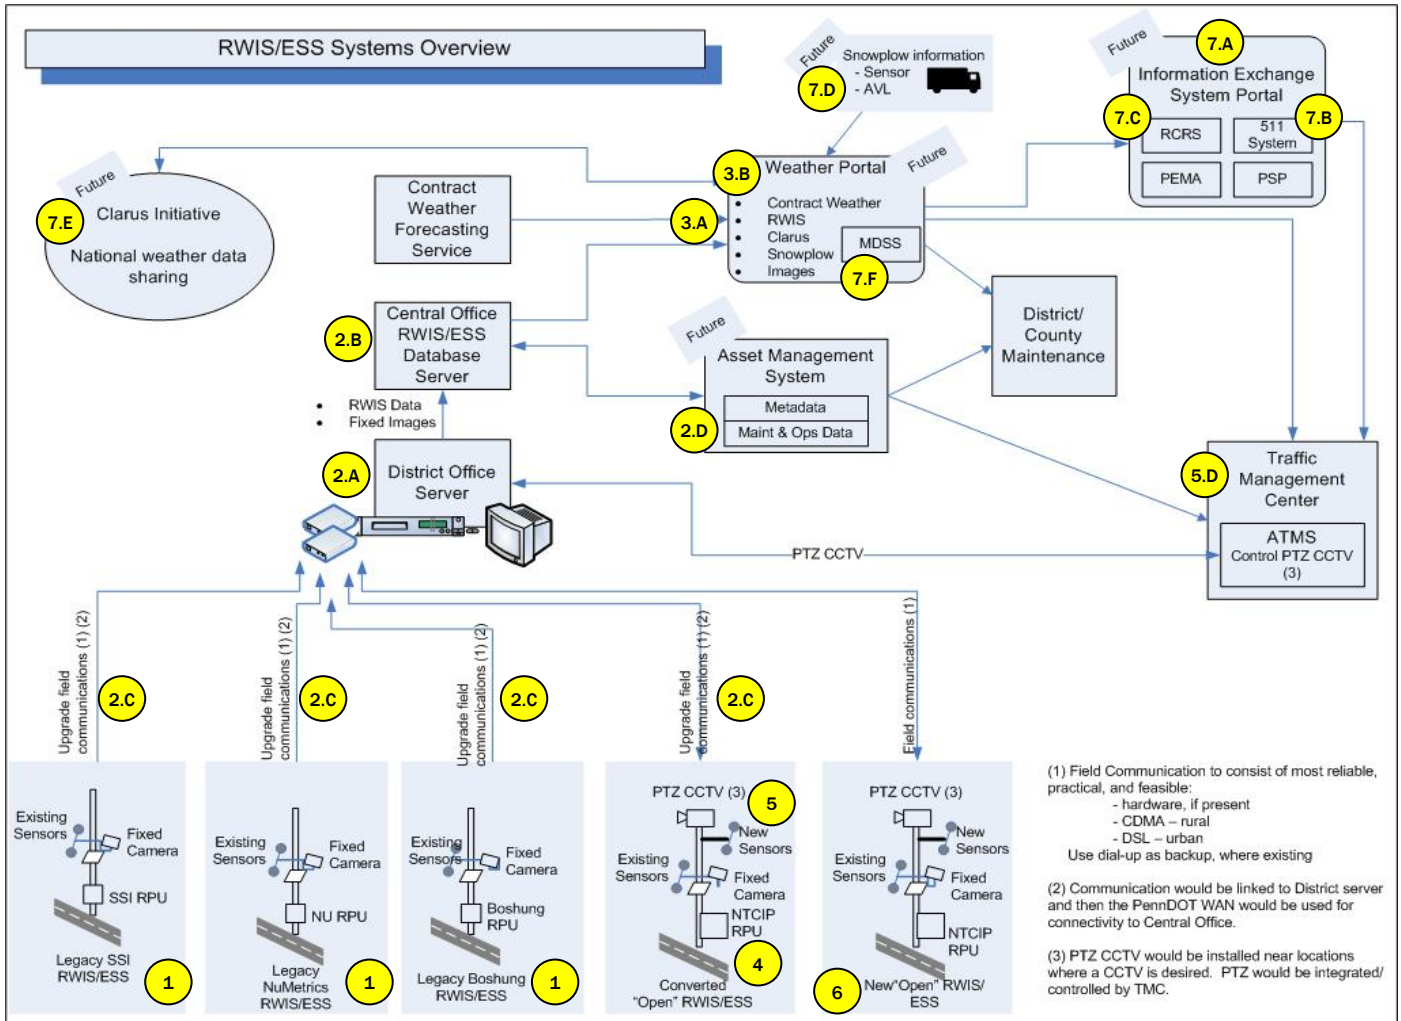 RWIS/ESS Systems Overview
Future
Snowplow information
- Sensor
- AVL
7.D
Future
7.A
Information Exchange
System Portal
7.C
RCRS
511
System
7.B
PEMA
PSP
Future
7.E
Clarus Initiative
National weather data
sharing
Contract
Weather
Forecasting
Service
3.B
Weather Portal
Future
3.A
• Contract Weather
• RWIS
• Clarus
• Snowplow
• Images
MDSS
7.F
2.B
Central Office
RWIS/ESS
Database
Server
Future
Asset Management
System
Metadata
Maint & Ops Data
2.D
District/
County
Maintenance
• RWIS Data
• Fixed Images
2.A
District Office
Server
5.D
Traffic
Management
Center
ATMS
Control PTZ CCTV
(3)
PTZ CCTV
Upgrade field
communications (1) (2)
2.C
Upgrade field
communications (1) (2)
2.C
Upgrade field
communications (1) (2)
2.C
Upgrade field
communications (1) (2)
2.C
Field communications (1)
Existing
Sensors
Fixed
Camera
SSI RPU
Legacy SSI
RWIS/ESS
1
Existing
Sensors
Fixed
Camera
NU RPU
Legacy
NuMetrics
RWIS/ESS
1
Existing
Sensors
Fixed
Camera
Boshung
RPU
Legacy Boshung
RWIS/ESS
1
PTZ CCTV (3)
5
New
Sensors
Existing
Sensors
Fixed
Camera
NTCIP
RPU
4
Converted
"Open" RWIS/ESS
PTZ CCTV (3)
New
Sensors
Existing
Sensors
Fixed
Camera
NTCIP
RPU
6
New"Open" RWIS/
ESS
(1) Field Communication to consist of most reliable,
practical, and feasible:
- hardware, if present
- CDMA – rural
- DSL – urban
Use dial-up as backup, where existing
(2) Communication would be linked to District server
and then the PennDOT WAN would be used for
connectivity to Central Office.
(3) PTZ CCTV would be installed near locations
where a CCTV is desired. PTZ would be integrated/
controlled by TMC.